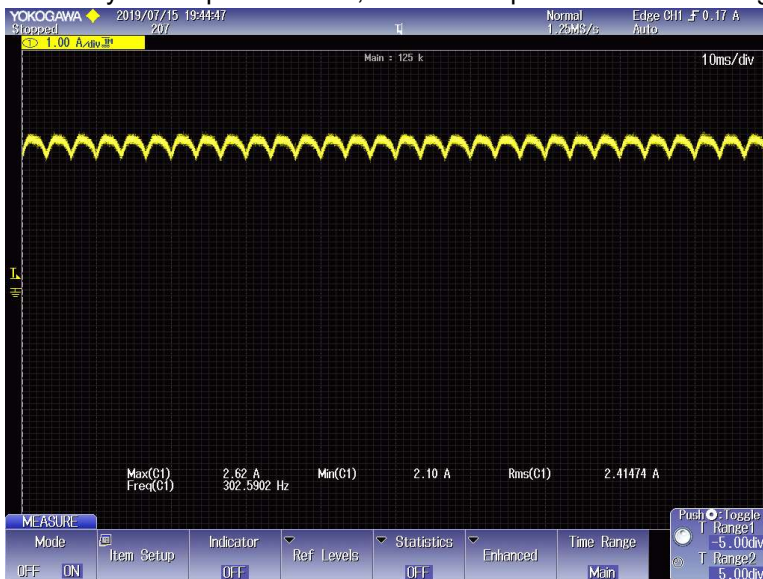 YOKOGAWA 2019/07/15 19:44:47 Normal Edge CH1 0.17 A
Stopped 207 1.25MS/s Auto
1 1.00 A/div
Main : 125 k
10ms/div
Max(C1) 2.62 A Min(C1) 2.10 A Rms(C1) 2.41474 A
Freq(C1) 302.5902 Hz
MEASURE
Mode
OFF ON
Item Setup
Indicator
OFF
Ref Levels
Statistics
OFF
Enhanced
Time Range
Main
Push :Toggle
T Range1
-5.00div
T Range2
5.00div